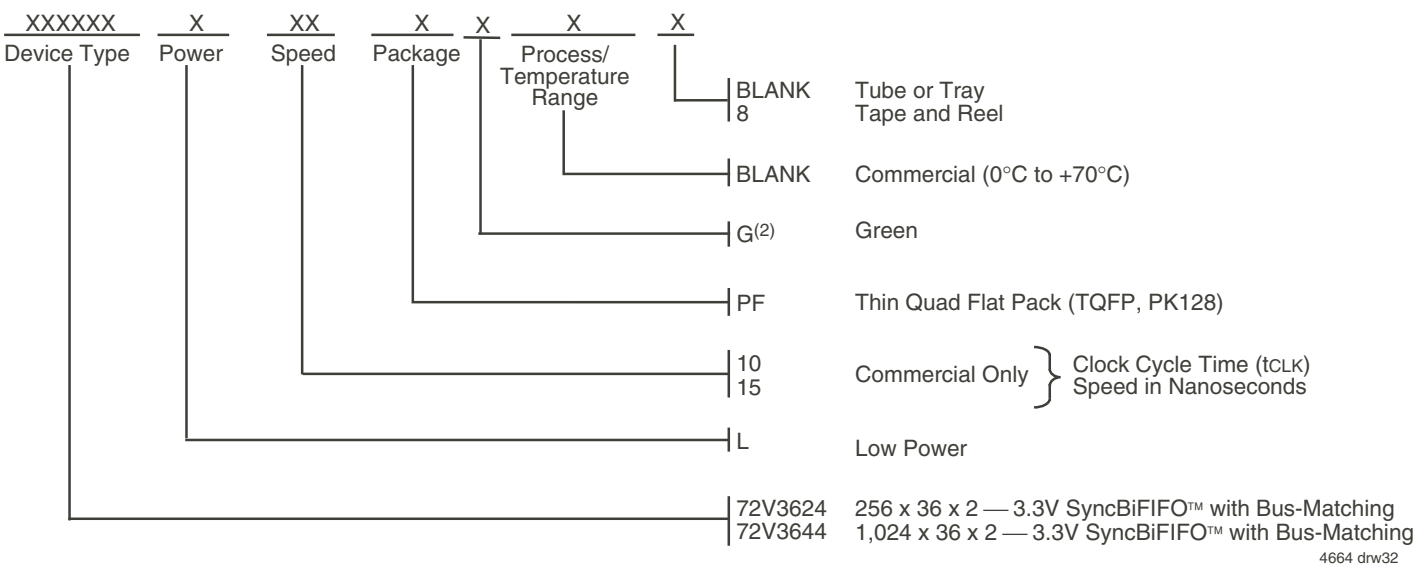 XXXXXX X XX X X X X
Device Type Power Speed Package Process/
Temperature
Range
BLANK Tube or Tray
8 Tape and Reel
BLANK Commercial (0°C to +70°C)
G(2) Green
PF Thin Quad Flat Pack (TQFP, PK128)
10
15
Commercial Only
Clock Cycle Time (tCLK)
Speed in Nanoseconds
L Low Power
72V3624 256 x 36 x 2 — 3.3V SyncBiFIFO™ with Bus-Matching
72V3644 1,024 x 36 x 2 — 3.3V SyncBiFIFO™ with Bus-Matching
4664 drw32